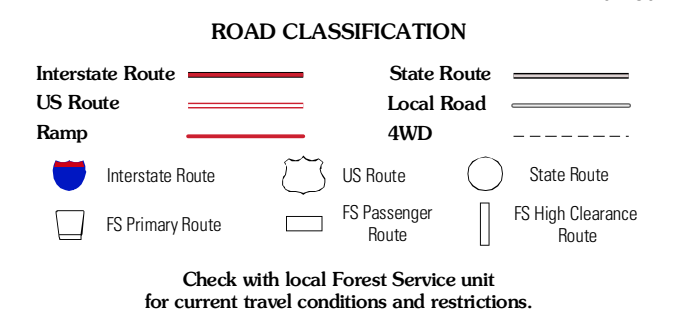 ROAD CLASSIFICATION
Interstate Route
State Route
US Route
Local Road
Ramp
4WD
Interstate Route
US Route
State Route
FS Primary Route
FS Passenger
Route
FS High Clearance
Route
Check with local Forest Service unit
for current travel conditions and restrictions.